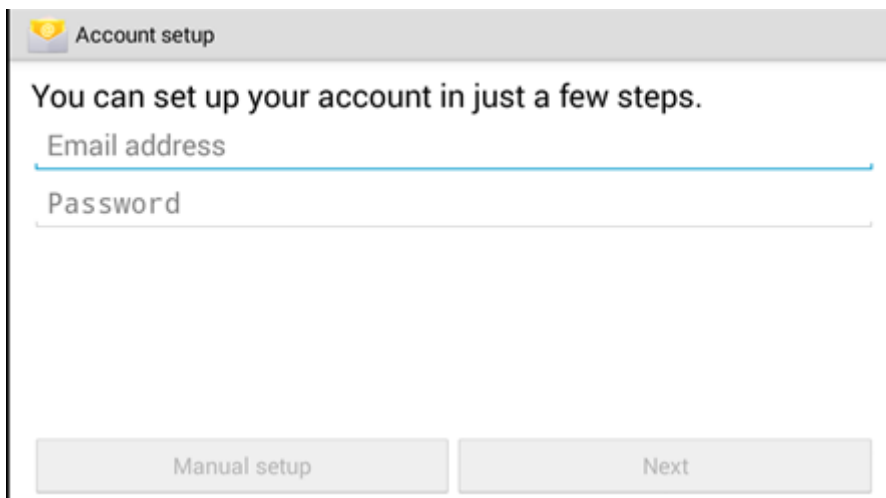 Account setup
You can set up your account in just a few steps.
Email address
Password
Manual setup
Next